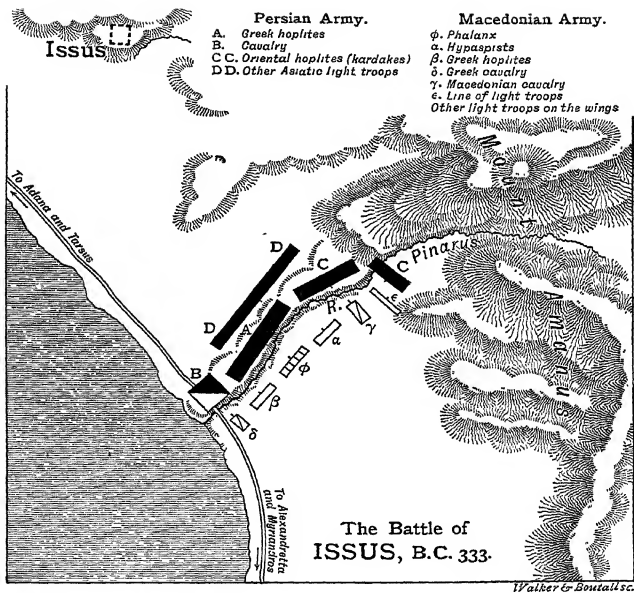 Issus
Persian Army.
A. Greek hoplites
B. Cavalry
C C. Oriental hoplites (kardakes)
D D. Other Asiatic light troops
Macedonian Army.
ϕ. Phalanx
α. Hypaspists
β. Greek hoplites
δ. Greek cavalry
γ. Macedonian cavalry
ϵ. Line of light troops
Other light troops on the wings
Mount
Amanus
To Adana and Tarsus
R.
Pinarus
D
C
C
D
A
B
ϵ
γ
α
ϕ
β
δ
To Alexandretta
and Myriandros
The Battle of
ISSUS, B.C. 333.
Walker & Boutall sc.